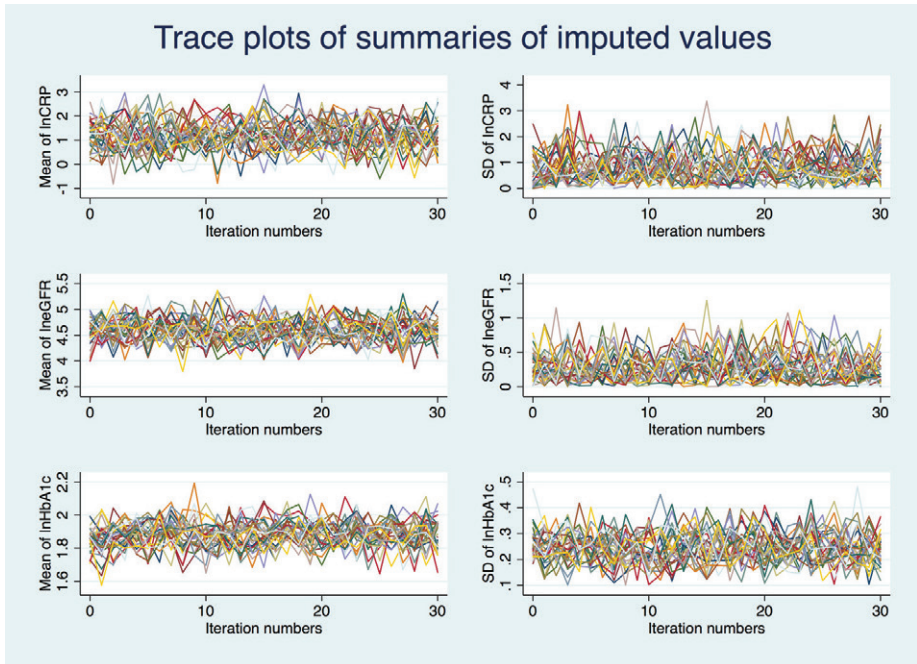 Trace plots of summaries of imputed values
Mean of lnCRP
3
2
1
0
-1
0 10 20 30
Iteration numbers
SD of lnCRP
4
3
2
1
0
0 10 20 30
Iteration numbers
Mean of lneGFR
5.5
5
4.5
4
3.5
0 10 20 30
Iteration numbers
SD of lneGFR
1.5
1
.5
0
0 10 20 30
Iteration numbers
Mean of lnHbA1c
2.2
2
1.8
1.6
0 10 20 30
Iteration numbers
SD of lnHbA1c
.5
.4
.3
.2
.1
0 10 20 30
Iteration numbers